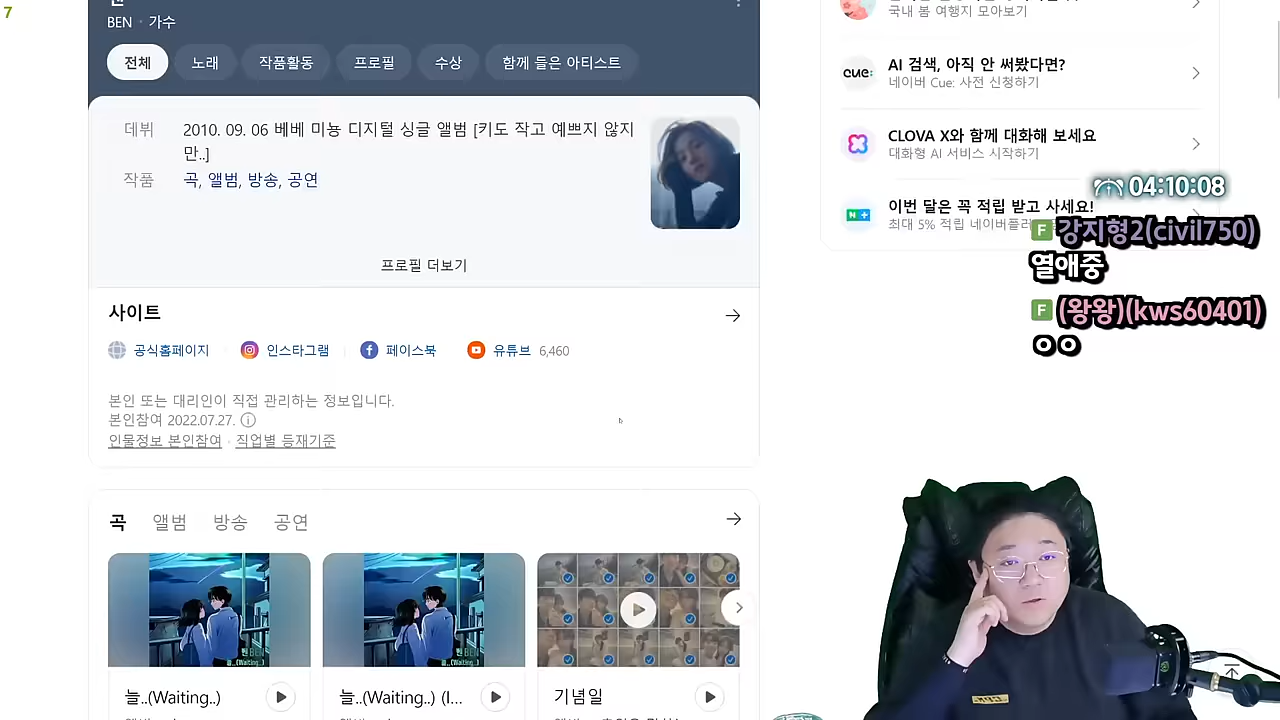 7
BEN · 가수
전체 노래 작품활동 프로필 수상 함께 들은 아티스트
데뷔 2010. 09. 06 베베 미뇽 디지털 싱글 앨범 [키도 작고 예쁘지 않지
만..]
작품 곡, 앨범, 방송, 공연
프로필 더보기
사이트
공식홈페이지 인스타그램 페이스북 유튜브 6,460
본인 또는 대리인이 직접 관리하는 정보입니다.
본인참여 2022.07.27.
인물정보 본인참여 · 직업별 등재기준
곡 앨범 방송 공연
벤 BEN
늘..(Waiting..)
늘..(Waiting..)
늘..(Waiting..) 늘..(Waiting..) (I... 기념일
국내 봄 여행지 모아보기
cue:
AI 검색, 아직 안 써봤다면?
네이버 Cue: 사전 신청하기
CLOVA X와 함께 대화해 보세요
대화형 AI 서비스 시작하기
N +
이번 달은 꼭 적립 받고 사세요!
최대 5% 적립 네이버플러
04:10:08
F 강지형2(civil750)
열애중
F (왕왕)(kws60401)
ㅇㅇ